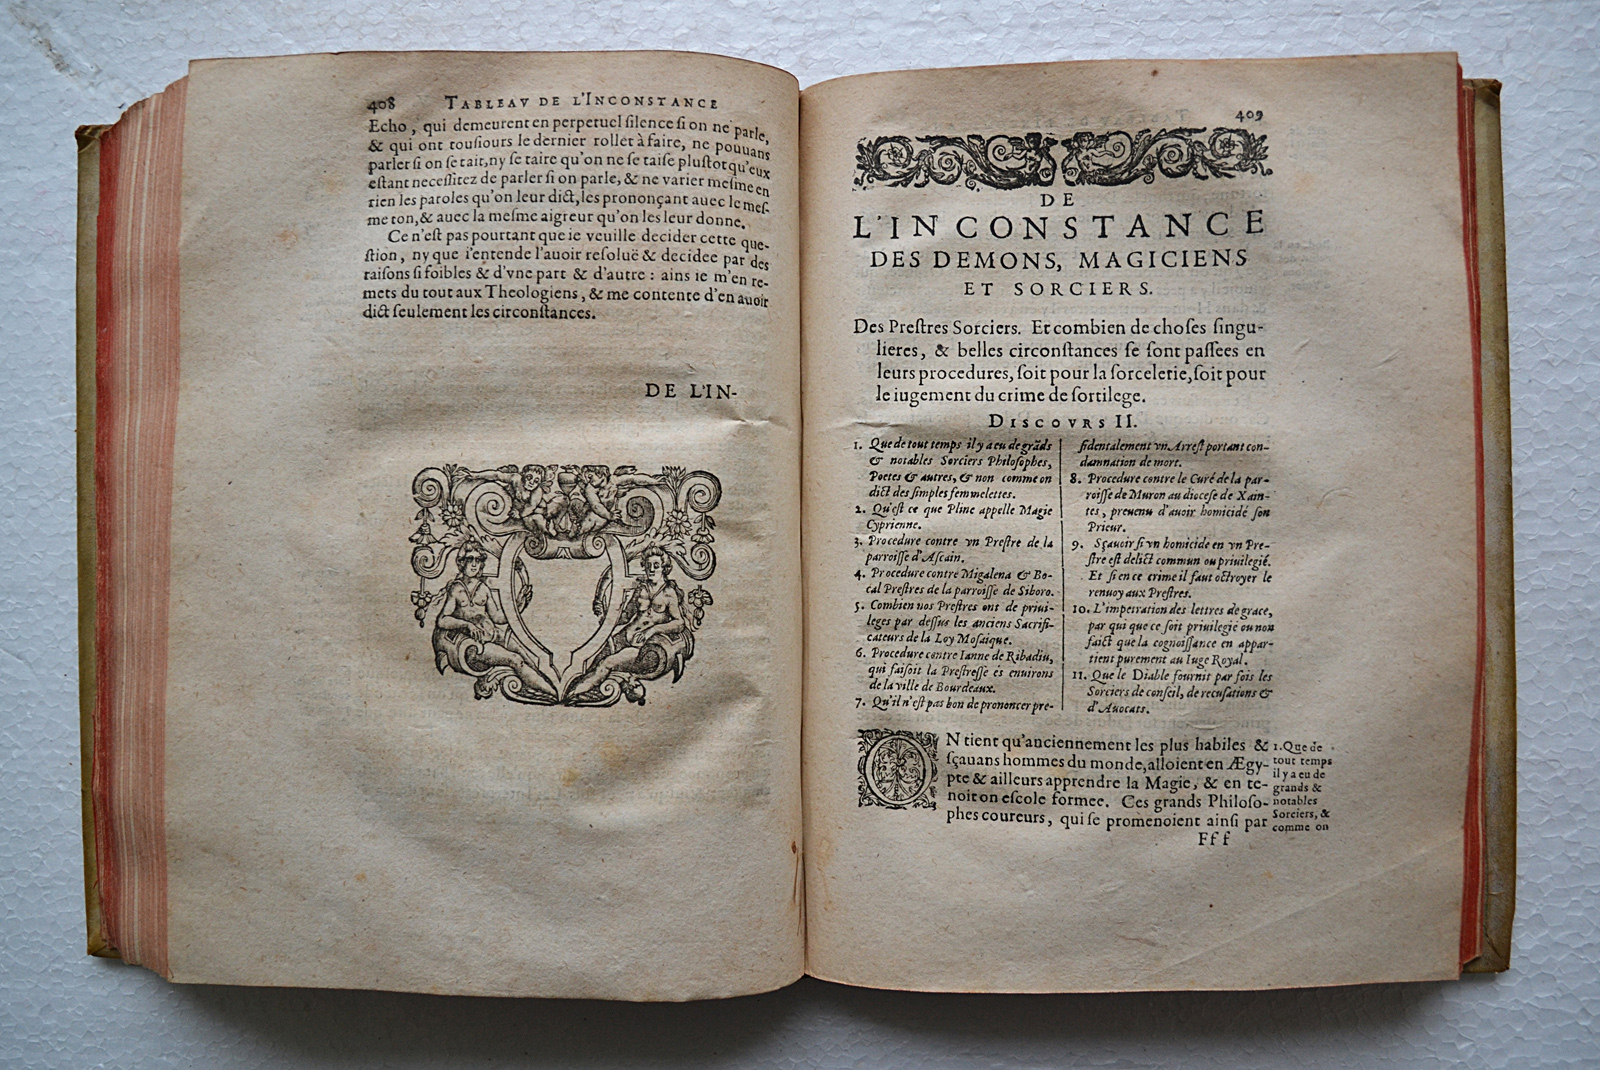 408 TABLEAV DE L'INCONSTANCE
Echo, qui demeurent en perpetuel silence si on ne parle,
& qui ont touſiours le dernier rollet à faire, ne pouuans
parler ſi on ſe tait, ny ſe taire qu'on ne ſe taiſe pluſtot qu'eux
eſtant neceſſitez de parler ſi on parle, & ne varier meſme en
rien les paroles qu'on leur dict, les prononçant auec le meſ-
me ton, & auec la meſme aigreur qu'on les leur donne.
Ce n'eſt pas pourtant que ie veuille decider cette que-
ſtion, ny que i'entende l'auoir reſoluë & decidee par des
raiſons ſi foibles & d'vne part & d'autre : ains ie m'en re-
mets du tout aux Theologiens, & me contente d'en auoir
dict ſeulement les circonſtances.
DE L'IN-
409
DE
L'INCONSTANCE
DES DEMONS, MAGICIENS
ET SORCIERS.
Des Preſtres Sorciers. Et combien de choſes ſingu-
lieres, & belles circonſtances ſe ſont paſſees en
leurs procedures, ſoit pour la ſorcelerie, ſoit pour
le iugement du crime de ſortilege.
DISCOVRS II.
1. Que de tout temps il y a eu de grãds
& notables Sorciers Philoſophes,
Poetes & autres, & non comme on
dict des ſimples femmelettes.
2. Qu'eſt ce que Pline appelle Magie
Cyprienne.
3. Procedure contre vn Preſtre de la
parroiſſe d'Aſcain.
4. Procedure contre Migalena & Bo-
cal Preſtres de la parroiſſe de Siboro.
5. Combien nos Preſtres ont de priui-
leges par deſſus les anciens Sacrifi-
cateurs de la Loy Moſaique.
6. Procedure contre Ianne de Ribadiu,
qui faiſoit la Preſtreſſe és enuirons
de la ville de Bourdeaux.
7. Qu'il n'eſt pas bon de prononcer pre-
ſidentalement vn Arreſt portant con-
damnation de mort.
8. Procedure contre le Curé de la par-
roiſſe de Muron au dioceſe de Xain-
tes, preuenu d'auoir homicidé ſon
Prieur.
9. Sçauoir ſi vn homicide en vn Pre-
ſtre eſt delict commun ou priuilegié.
Et ſi en ce crime il faut octroyer le
renuoy aux Preſtres.
10. L'impetration des lettres de grace,
par qui que ce ſoit priuilegié ou non
faict que la cognoiſſance en appar-
tient purement au Iuge Royal.
11. Que le Diable fournit par fois les
Sorciers de conſeil, de recuſations &
d'Auocats.
ON tient qu'anciennement les plus habiles &
ſçauans hommes du monde, alloient en Ægy-
pte & ailleurs apprendre la Magie, & en te-
noit on eſcole formee. Ces grands Philoſo-
phes coureurs, qui ſe promenoient ainſi par
1. Que de
tout temps
il y a eu de
grands &
notables
Sorciers, &
comme on
Fff